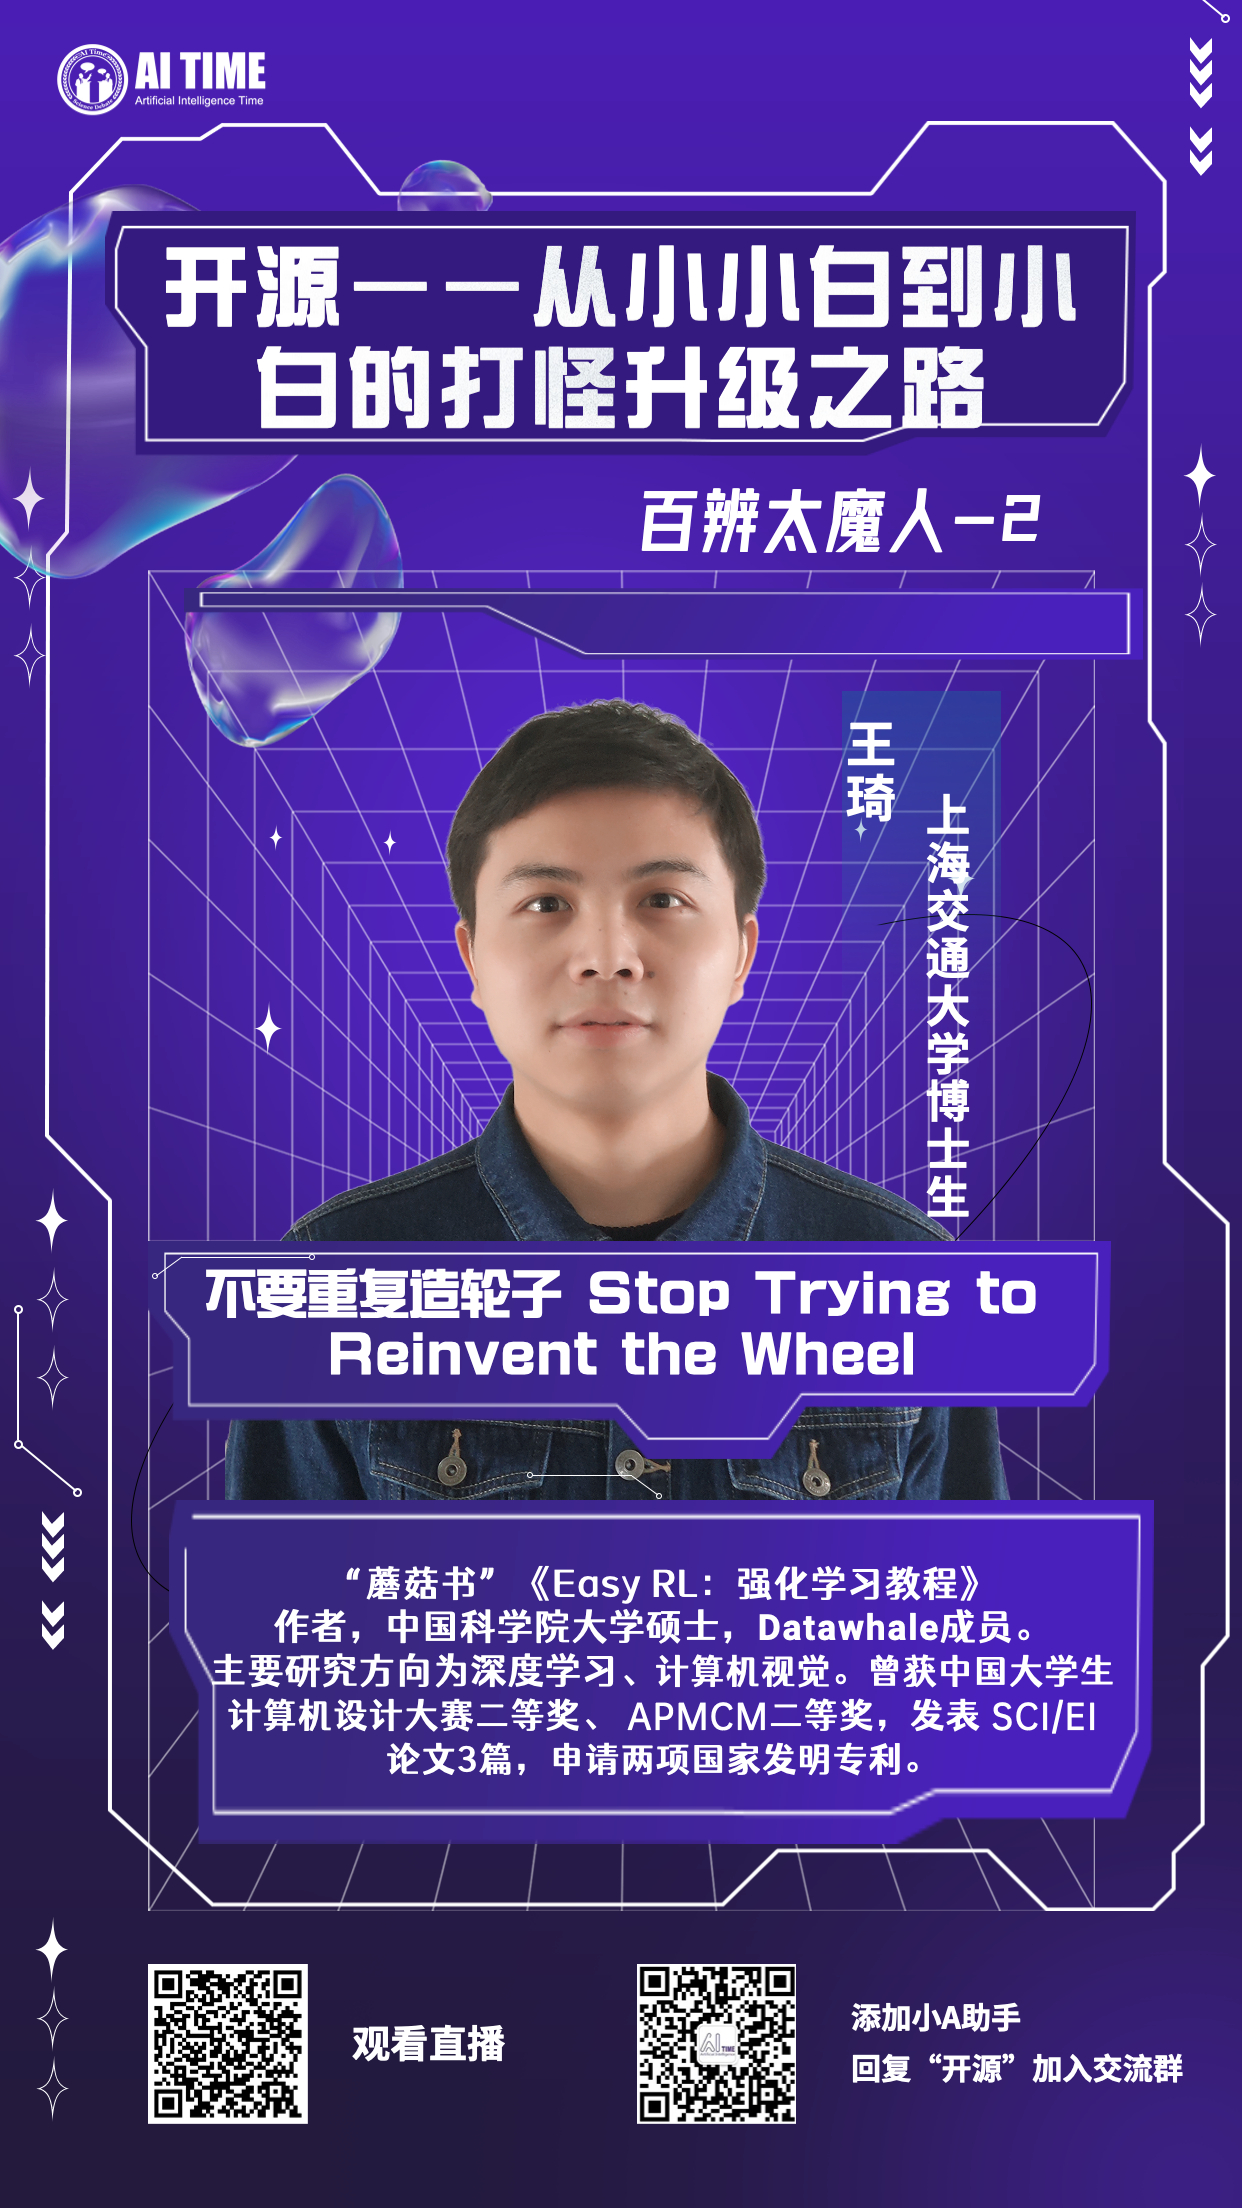 AI TIME
Artificial Intelligence Time
开源——从小小白到小
白的打怪升级之路
百辨太魔人-2
王琦
上海交通大学博士生
不要重复造轮子 Stop Trying to
Reinvent the Wheel
“蘑菇书”《Easy RL：强化学习教程》
作者，中国科学院大学硕士，Datawhale成员。
主要研究方向为深度学习、计算机视觉。曾获中国大学生
计算机设计大赛二等奖、 APMCM二等奖，发表 SCI/EI
论文3篇，申请两项国家发明专利。
观看直播
添加小A助手
回复“开源”加入交流群